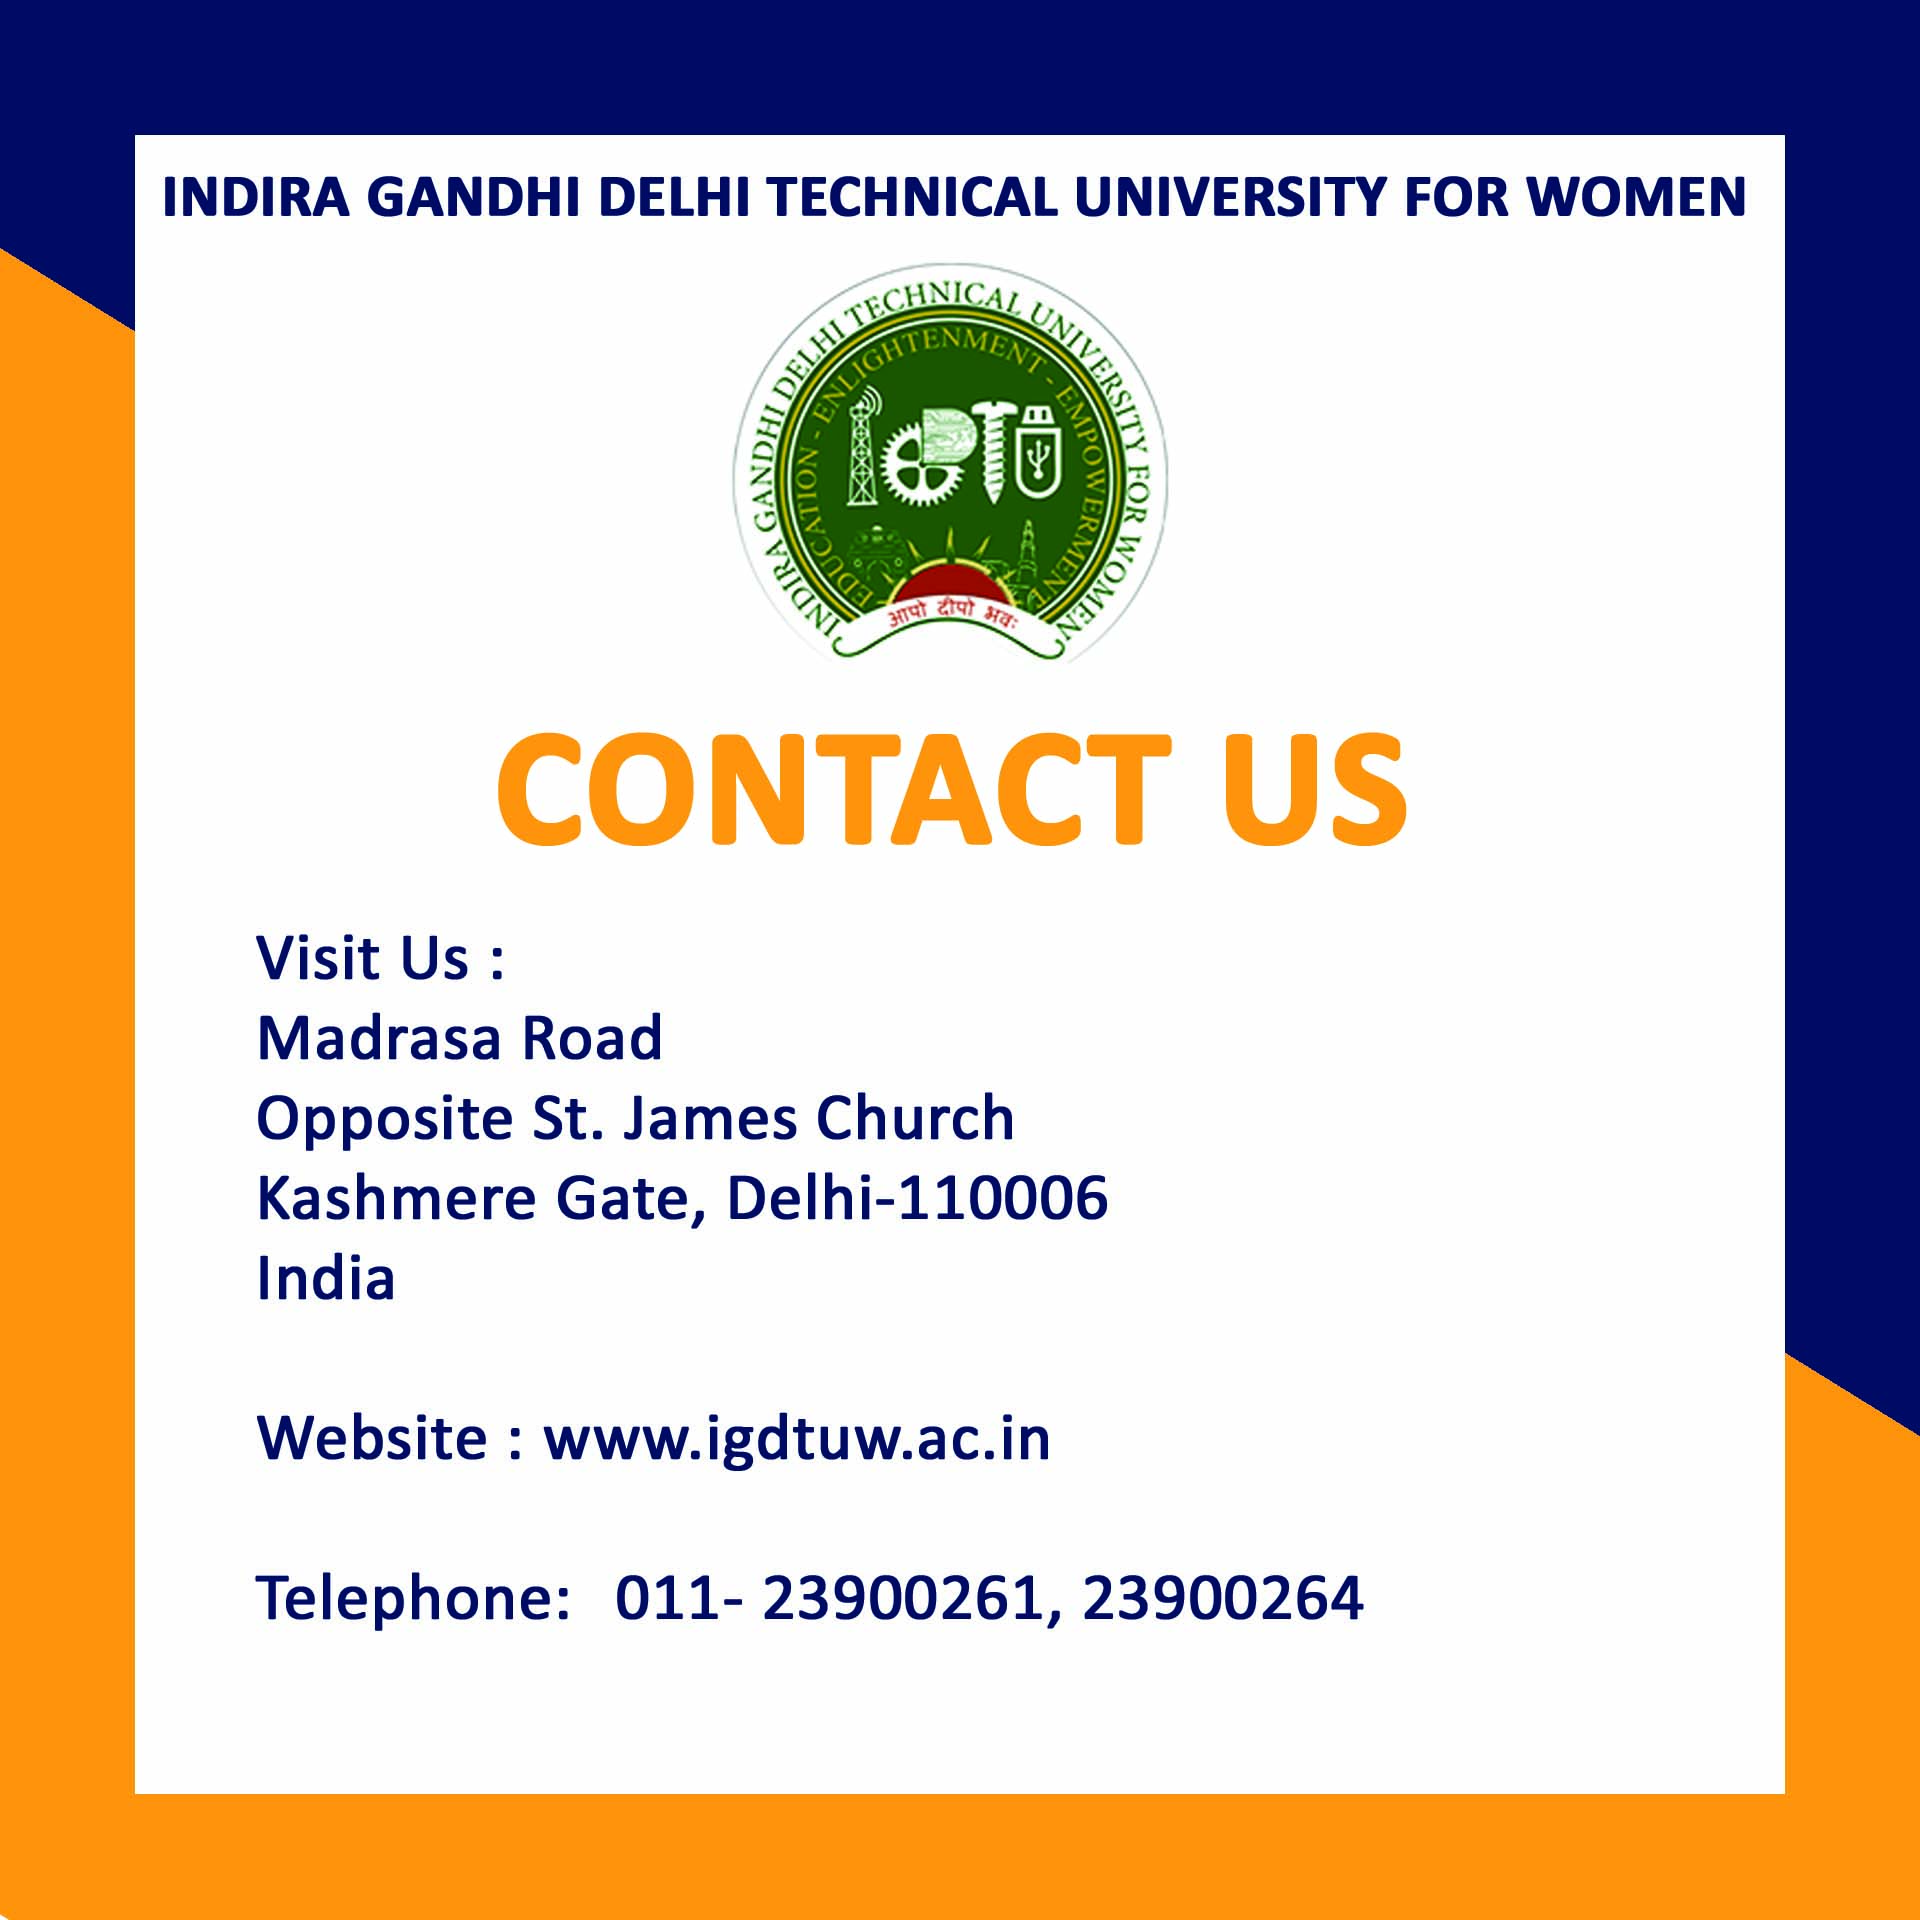 INDIRA GANDHI DELHI TECHNICAL UNIVERSITY FOR WOMEN
INDIRA GANDHI DELHI TECHNICAL UNIVERSITY FOR WOMEN
EDUCATION - ENLIGHTENMENT - EMPOWERMENT
IGDTU
आपो दीपो भवः
CONTACT US
Visit Us :
Madrasa Road
Opposite St. James Church
Kashmere Gate, Delhi-110006
India
Website : www.igdtuw.ac.in
Telephone: 011- 23900261, 23900264